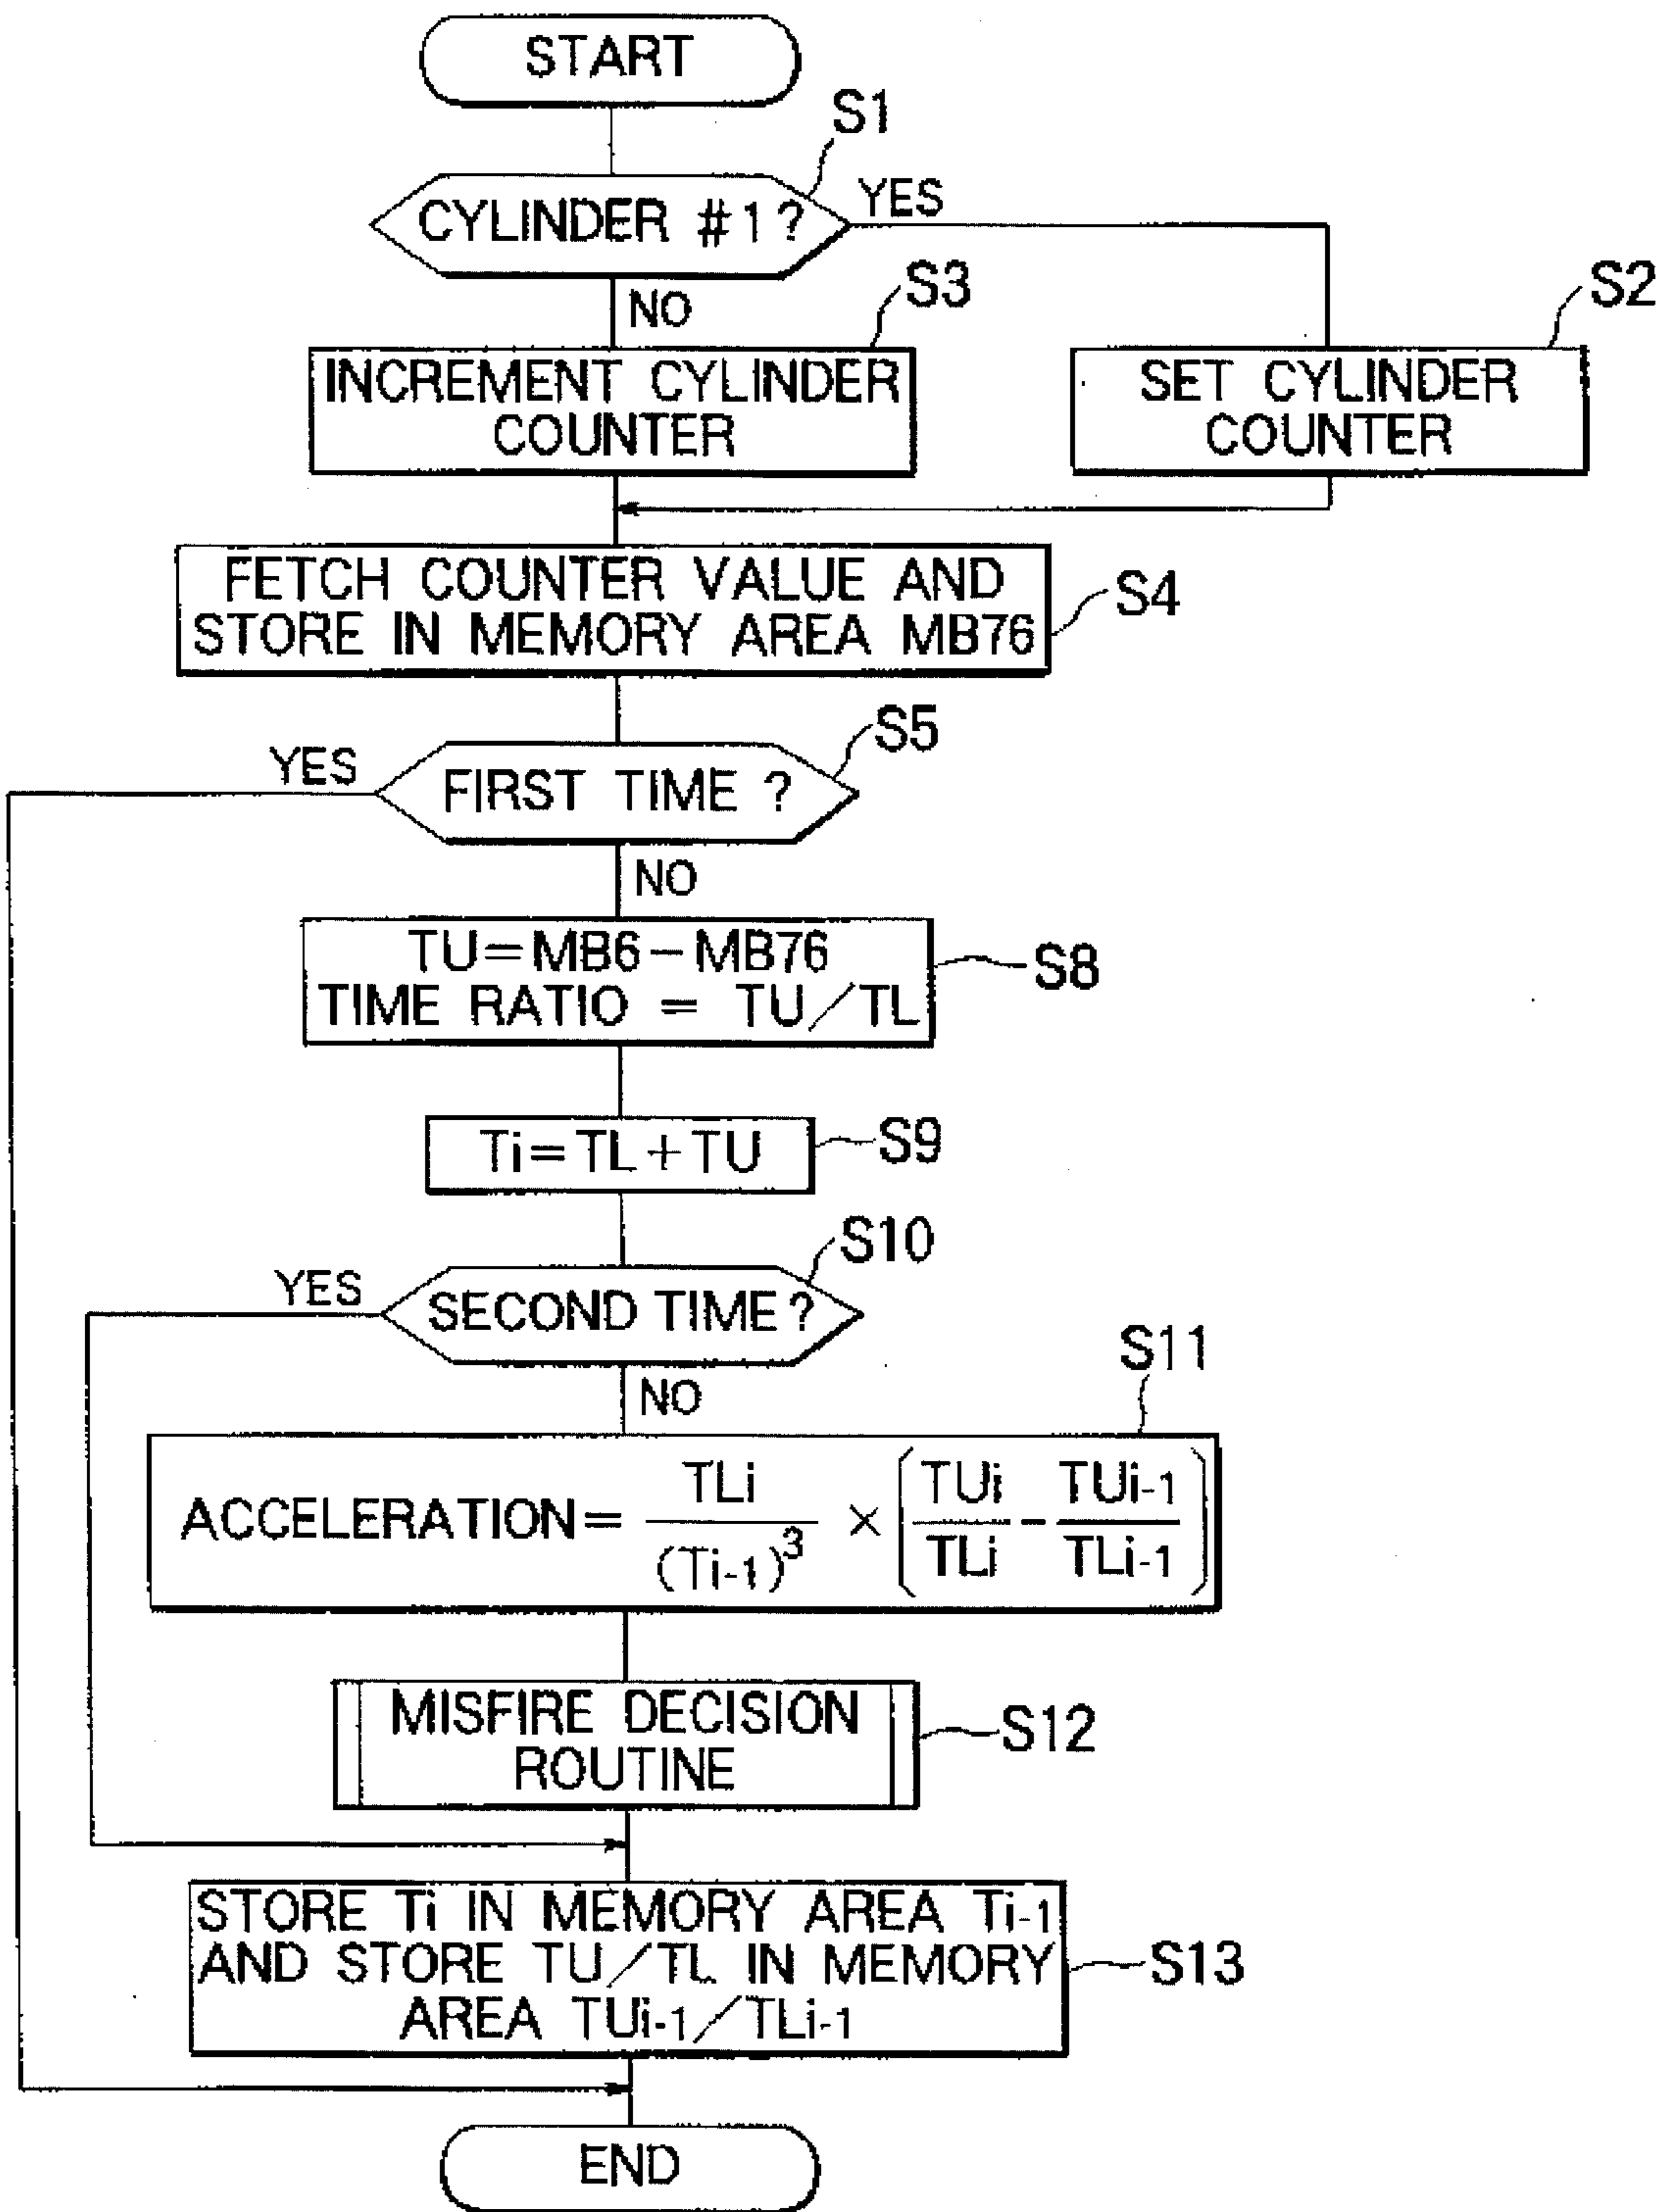 START
S1
CYLINDER #1?
YES
NO
S3
S2
INCREMENT CYLINDER
COUNTER
SET CYLINDER
COUNTER
FETCH COUNTER VALUE AND
STORE IN MEMORY AREA MB76
S4
S5
YES
FIRST TIME ?
NO
TU=MB6-MB76
TIME RATIO = TU/TL
S8
Ti=TL+TU
S9
S10
YES
SECOND TIME?
NO
S11
ACCELERATION= TLi/(Ti-1)^3 × (TUi/TLi - TUi-1/TLi-1)
MISFIRE DECISION
ROUTINE
S12
STORE Ti IN MEMORY AREA Ti-1
AND STORE TU/TL IN MEMORY
AREA TUi-1/TLi-1
S13
END